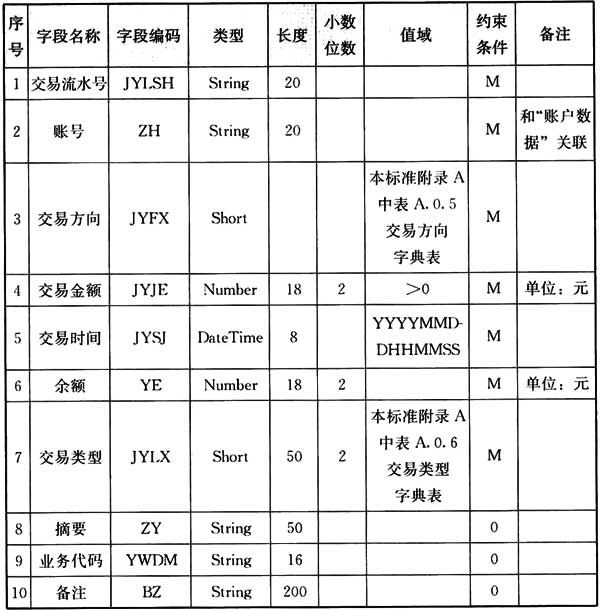 序号 字段名称 字段编码 类型 长度 小数位数 值域 约束条件 备注
1 交易流水号 JYLSH String 20 M
2 账号 ZH String 20 M 和“账户数据”关联
3 交易方向 JYFX Short 本标准附录A中表A.0.5交易方向字典表 M
4 交易金额 JYJE Number 18 2 >0 M 单位：元
5 交易时间 JYSJ DateTime 8 YYYYMMD-DHHMMSS M
6 余额 YE Number 18 2 M 单位：元
7 交易类型 JYLX Short 50 2 本标准附录A中表A.0.6交易类型字典表 M
8 摘要 ZY String 50 0
9 业务代码 YWDM String 16 0
10 备注 BZ String 200 0